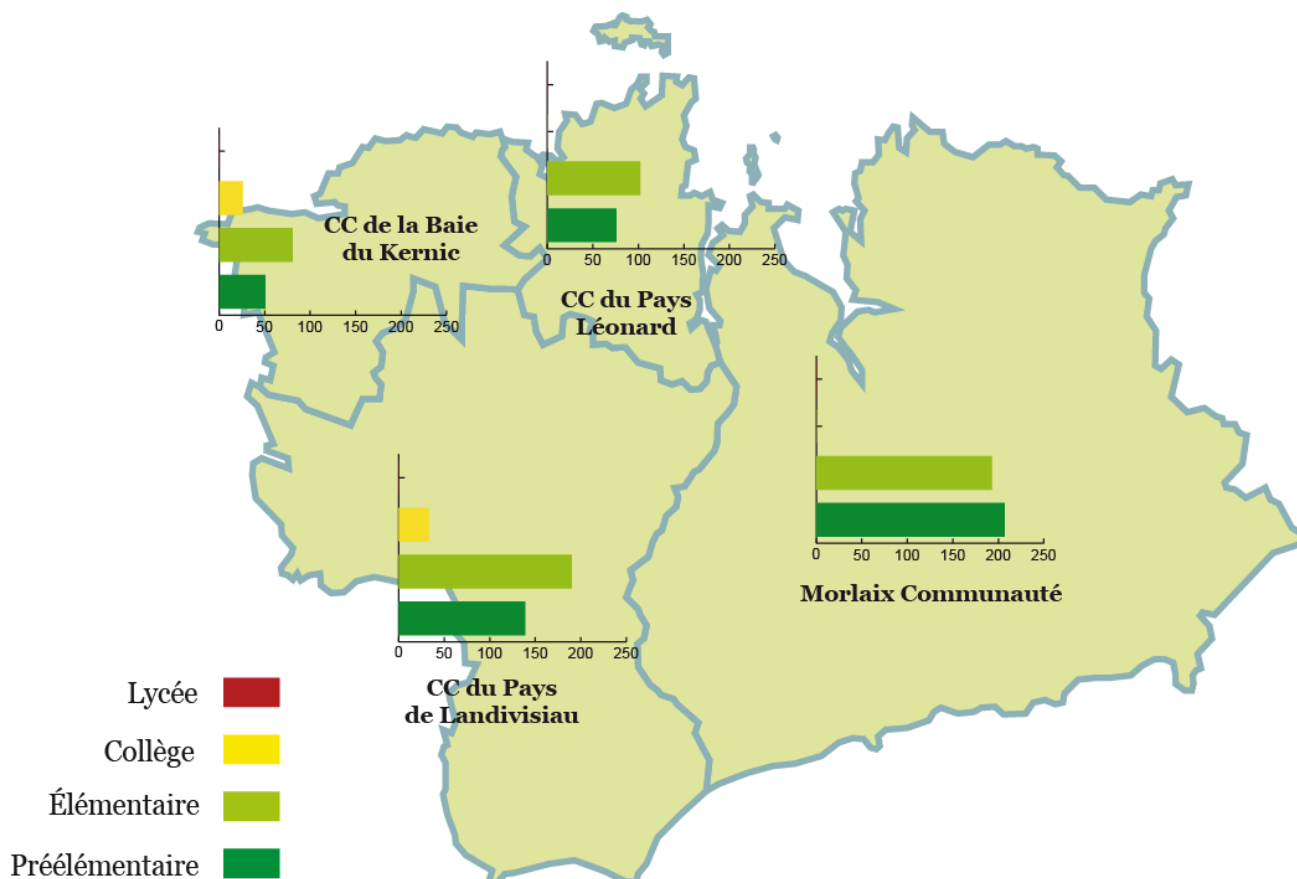 0 50 100 150 200 250
CC du Pays
Léonard
CC de la Baie
du Kernic
0 50 100 150 200 250
0 50 100 150 200 250
Morlaix Communauté
0 50 100 150 200 250
CC du Pays
de Landivisiau
Lycée
Collège
Élémentaire
Préélémentaire